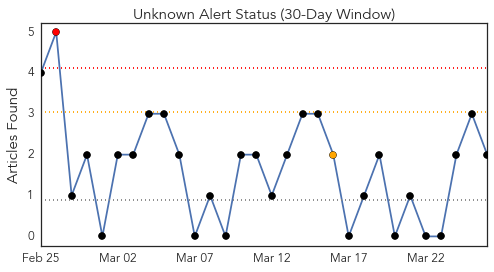 Unknown Alert Status (30-Day Window)
Articles Found
5
4
3
2
1
0
Feb 25
Mar 02
Mar 07
Mar 12
Mar 17
Mar 22